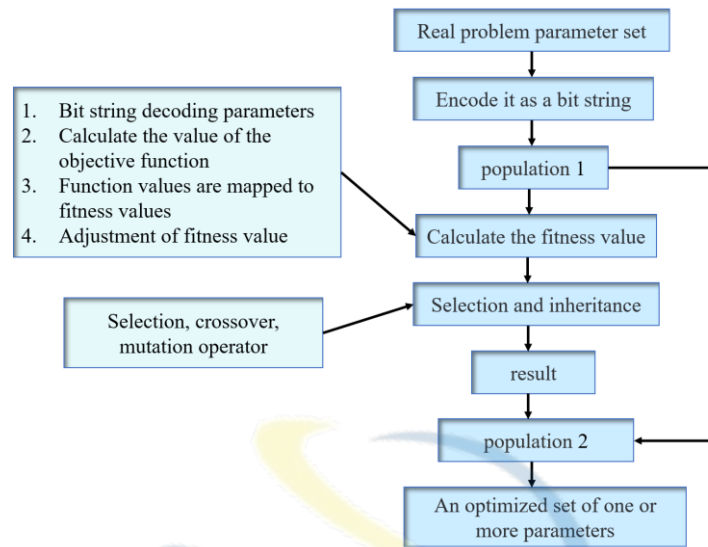 Real problem parameter set
Encode it as a bit string
population 1
1. Bit string decoding parameters
2. Calculate the value of the
objective function
3. Function values are mapped to
fitness values
4. Adjustment of fitness value
Calculate the fitness value
Selection and inheritance
Selection, crossover,
mutation operator
result
population 2
An optimized set of one or
more parameters